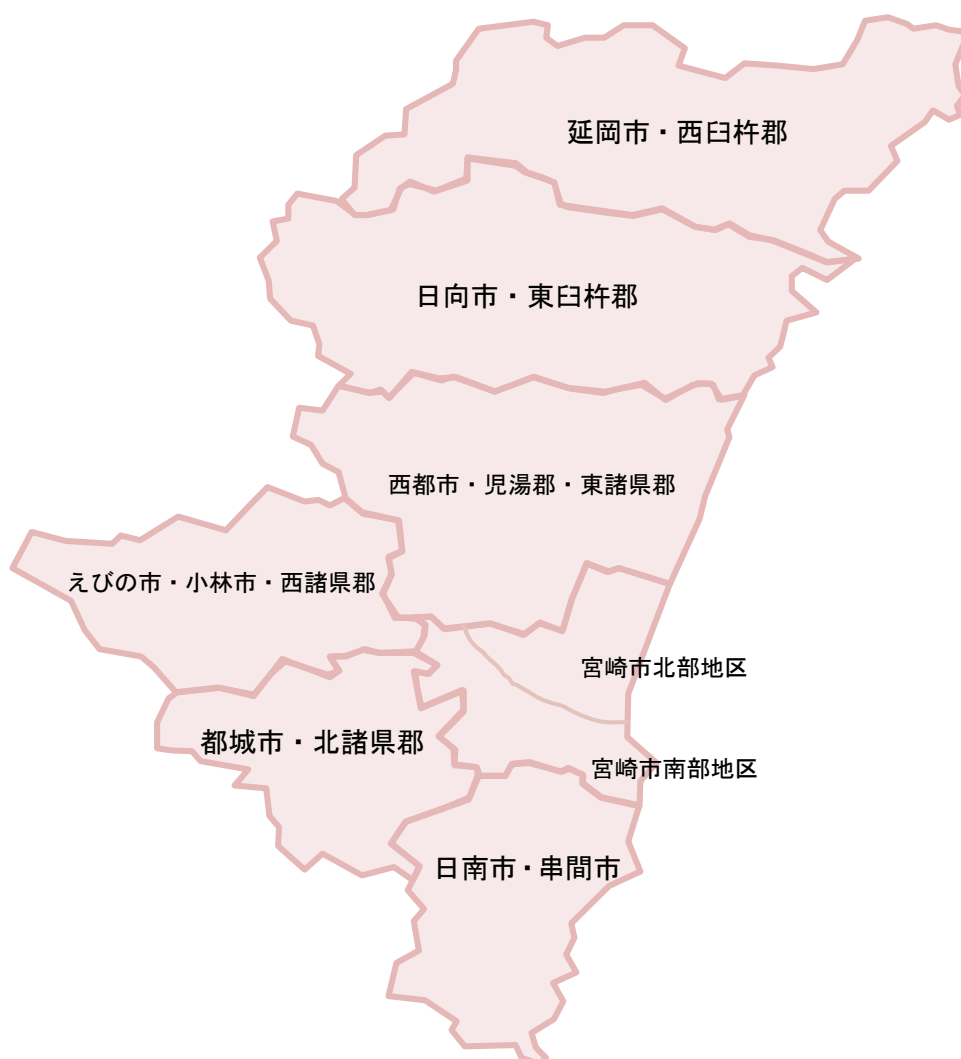 延岡市・西臼杵郡
日向市・東臼杵郡
西都市・児湯郡・東諸県郡
えびの市・小林市・西諸県郡
宮崎市北部地区
都城市・北諸県郡
宮崎市南部地区
日南市・串間市